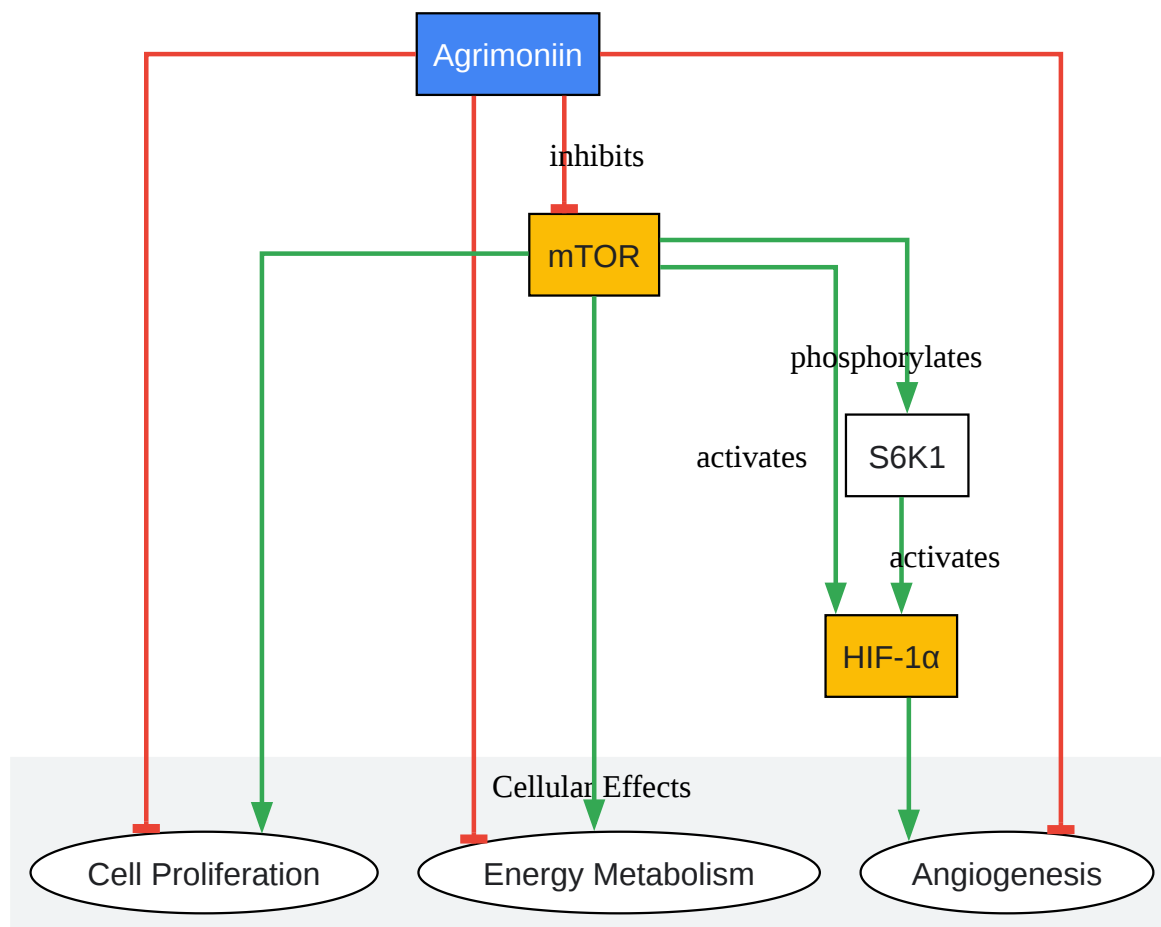 Agrimoniin
inhibits
mTOR
phosphorylates
activates
S6K1
activates
HIF-1α
Cellular Effects
Cell Proliferation
Energy Metabolism
Angiogenesis